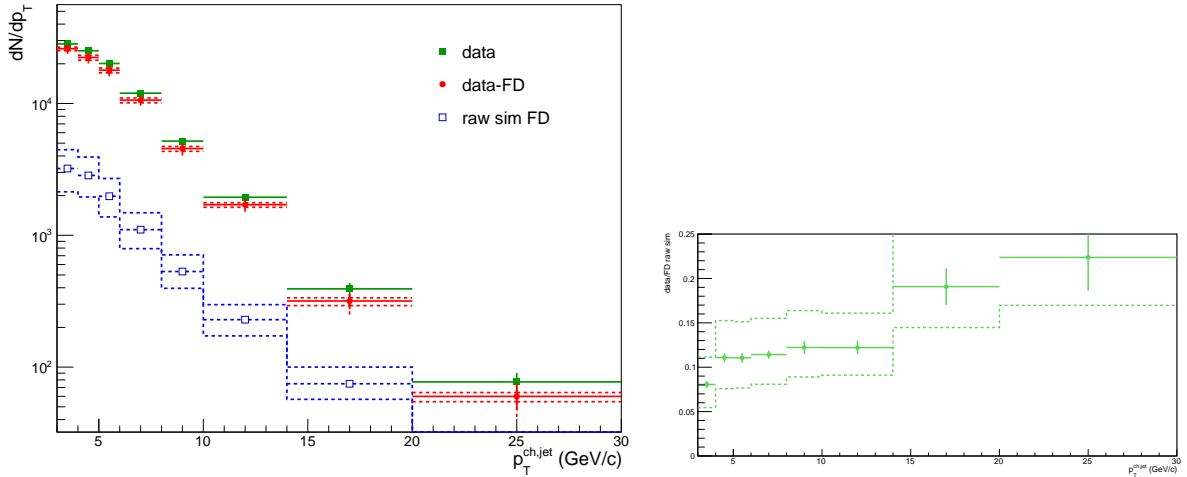 dN/dp_T
data
data-FD
raw sim FD
10^4
10^3
10^2
5 10 15 20 25 30
p_T^ch,jet (GeV/c)
data/FD raw sim
0.25
0.2
0.15
0.1
0.05
0
5 10 15 20 25 30
p_T^ch,jet (GeV/c)